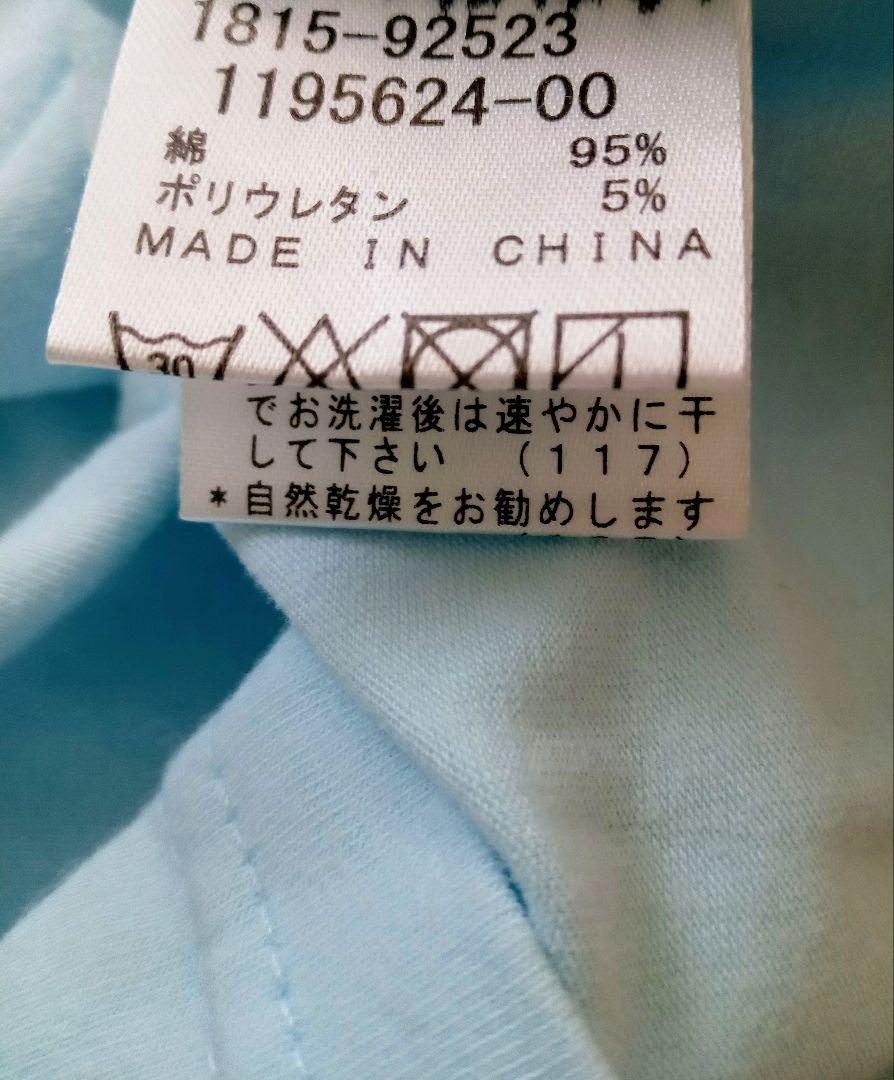 1815-92523
1195624-00
綿 95%
ポリウレタン 5%
MADE IN CHINA
30
でお洗濯後は速やかに干
して下さい (117)
*自然乾燥をお勧めします